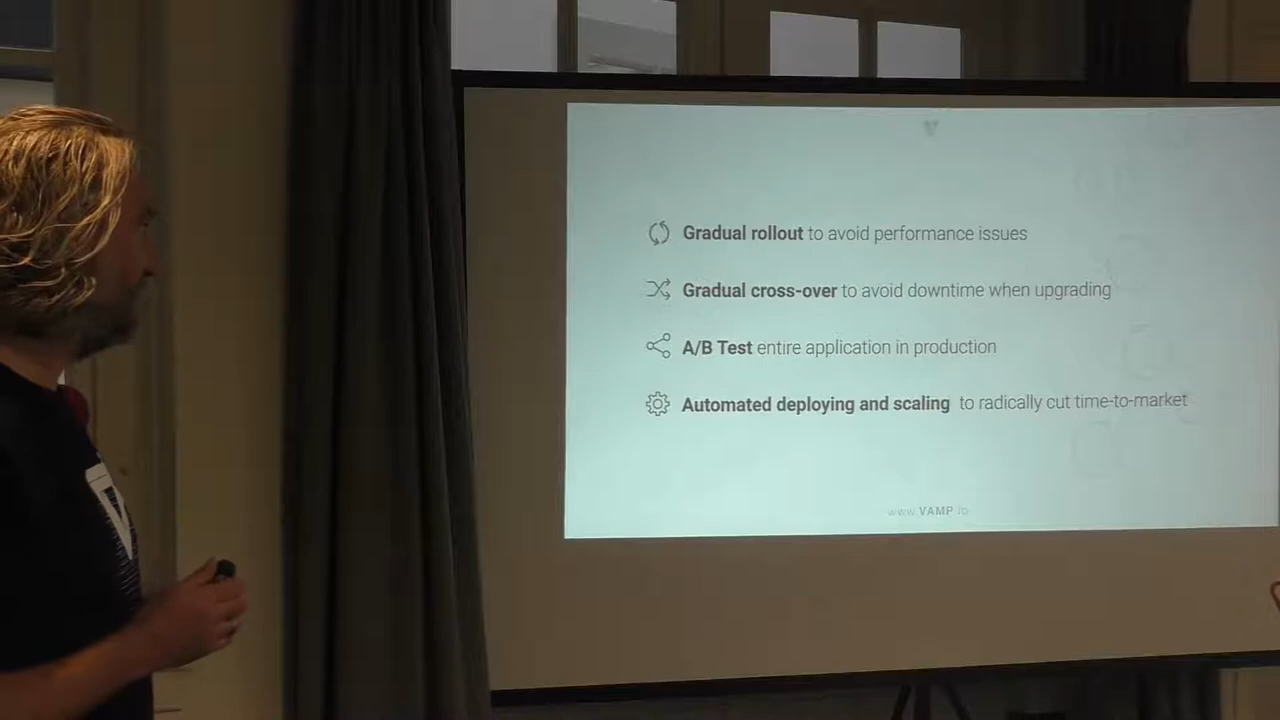 Gradual rollout to avoid performance issues
Gradual cross-over to avoid downtime when upgrading
A/B Test entire application in production
Automated deploying and scaling to radically cut time-to-market
www.VAMP.io
V